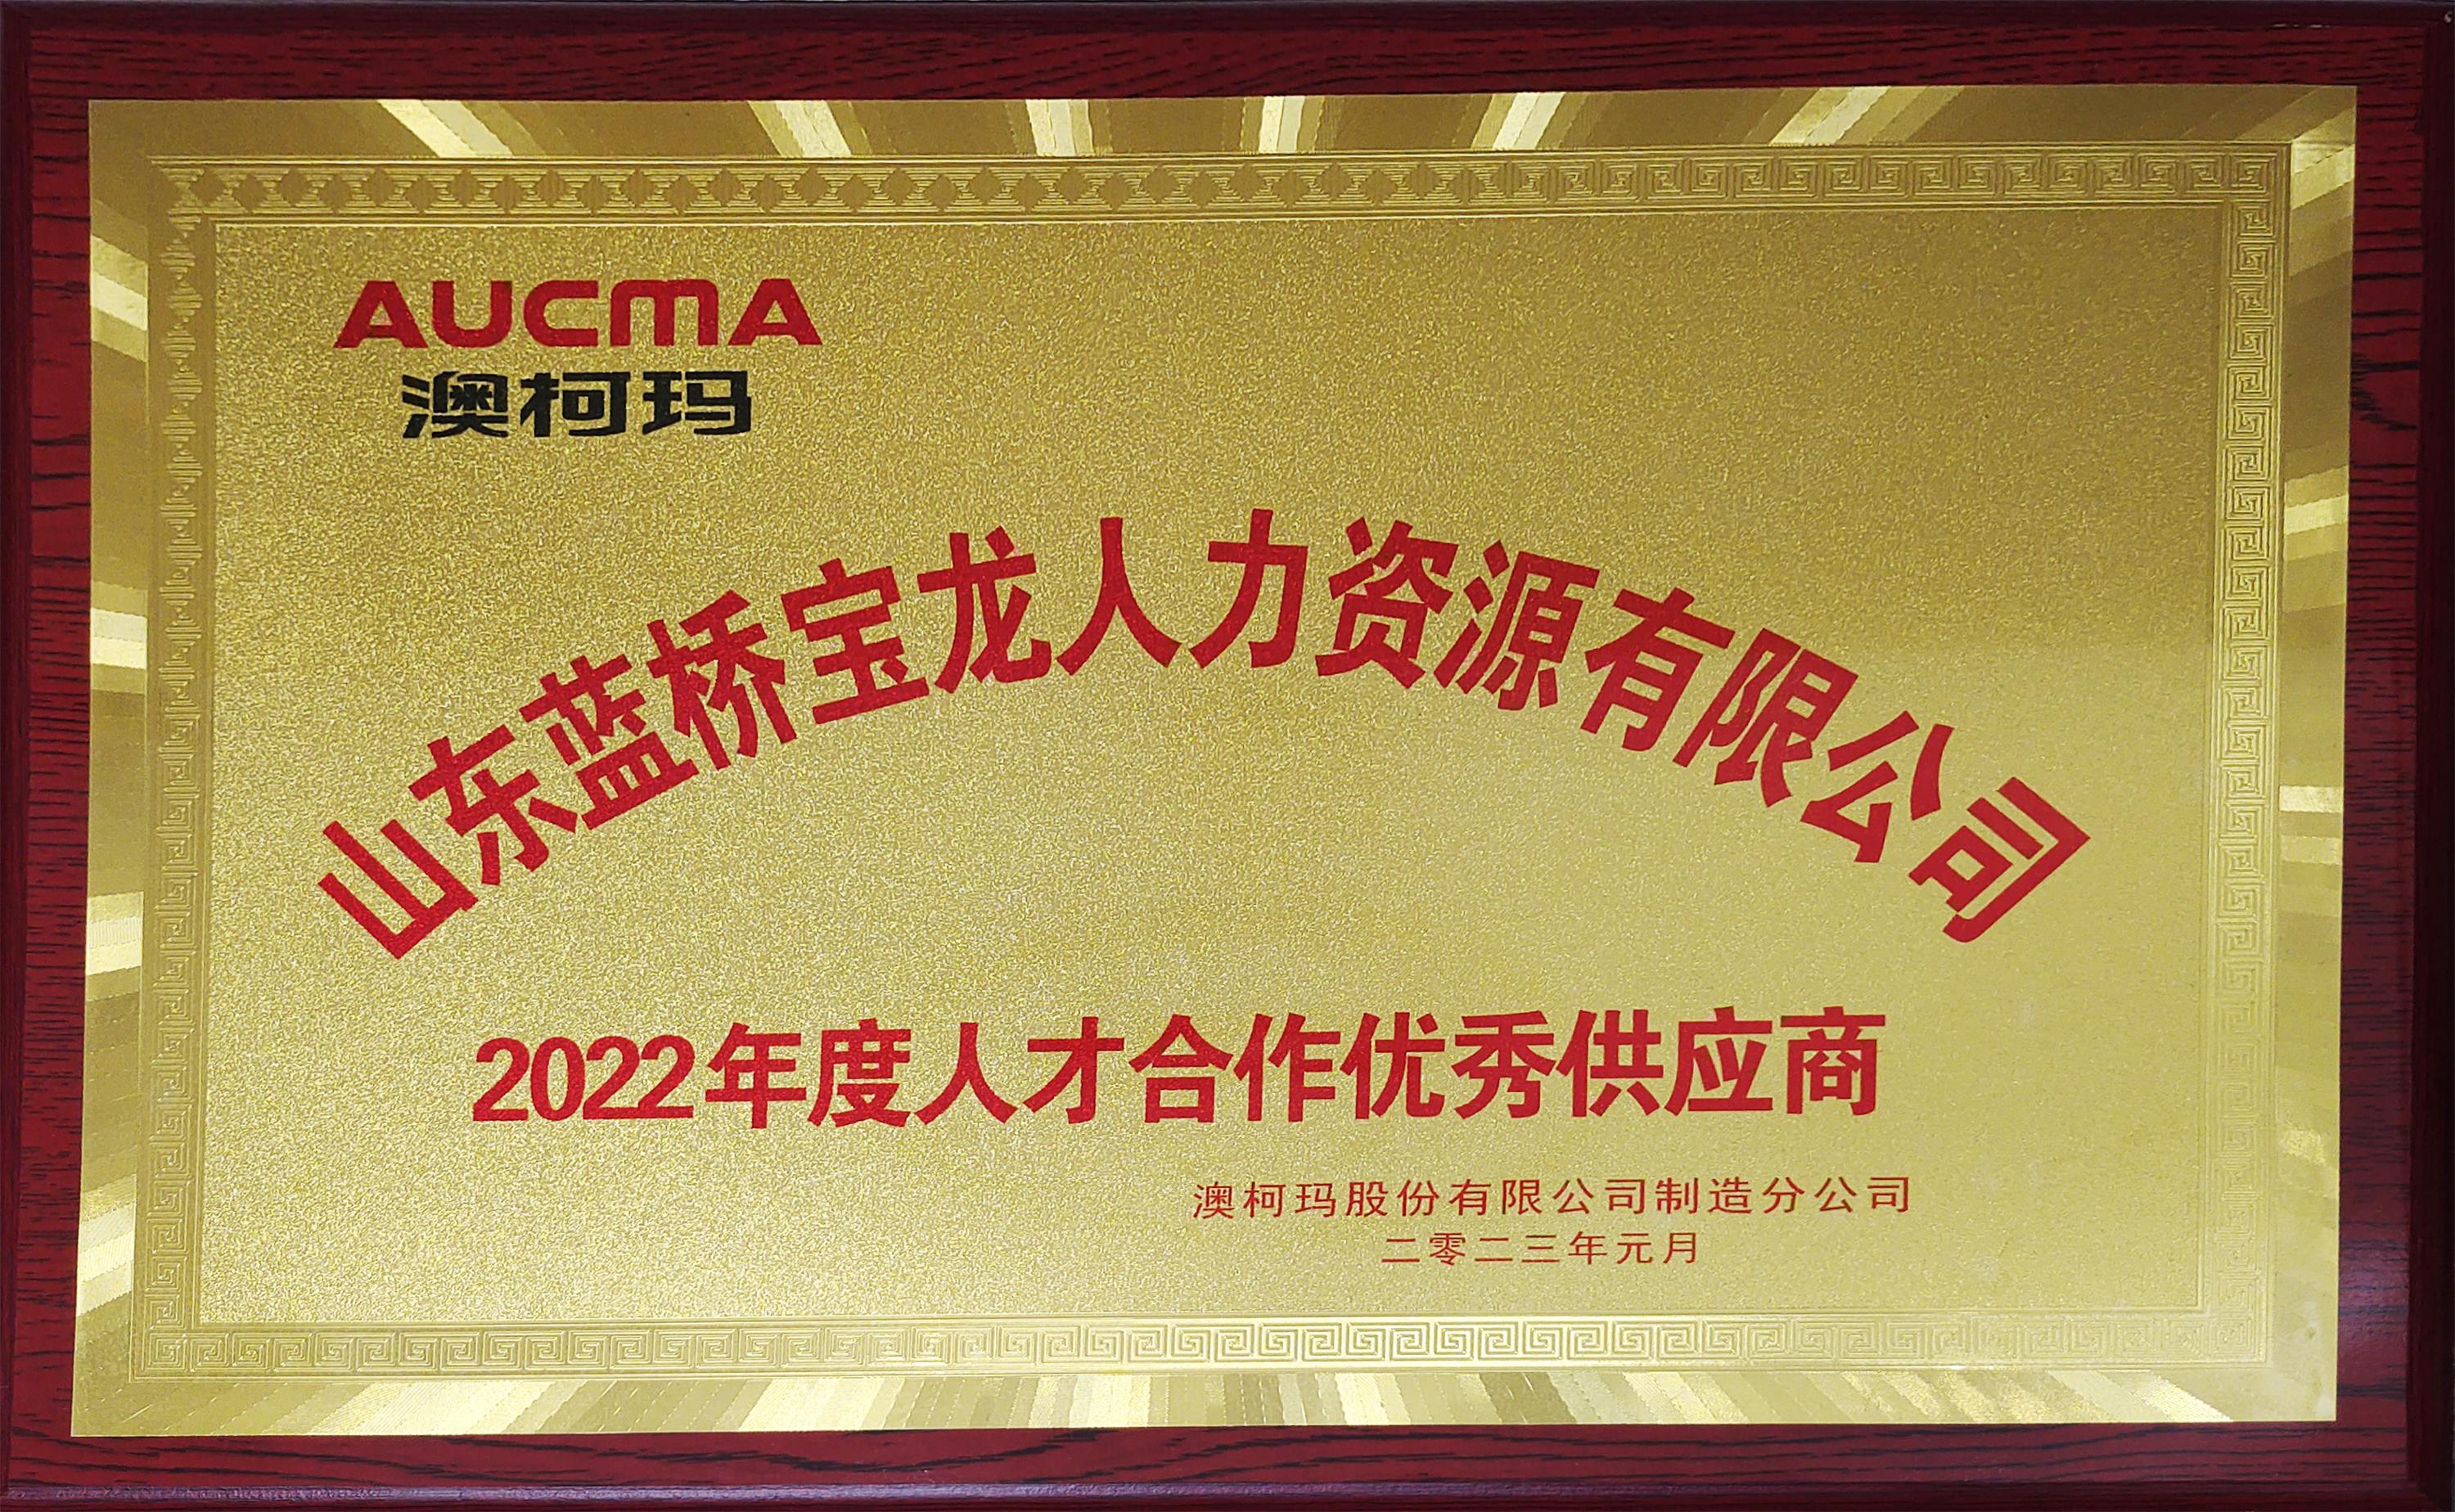 AUCMA
澳柯玛
山东蓝桥宝龙人力资源有限公司
2022年度人才合作优秀供应商
澳柯玛股份有限公司制造分公司
二零二三年元月